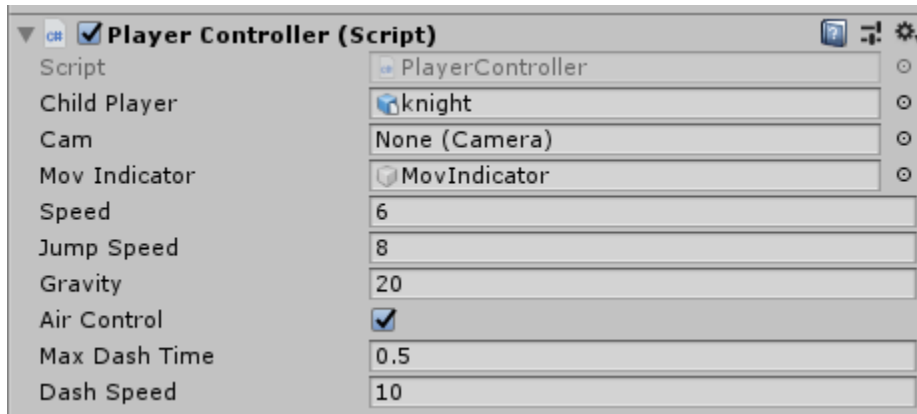 C# Player Controller (Script)
Script PlayerController
Child Player knight
Cam None (Camera)
Mov Indicator MovIndicator
Speed 6
Jump Speed 8
Gravity 20
Air Control
Max Dash Time 0.5
Dash Speed 10